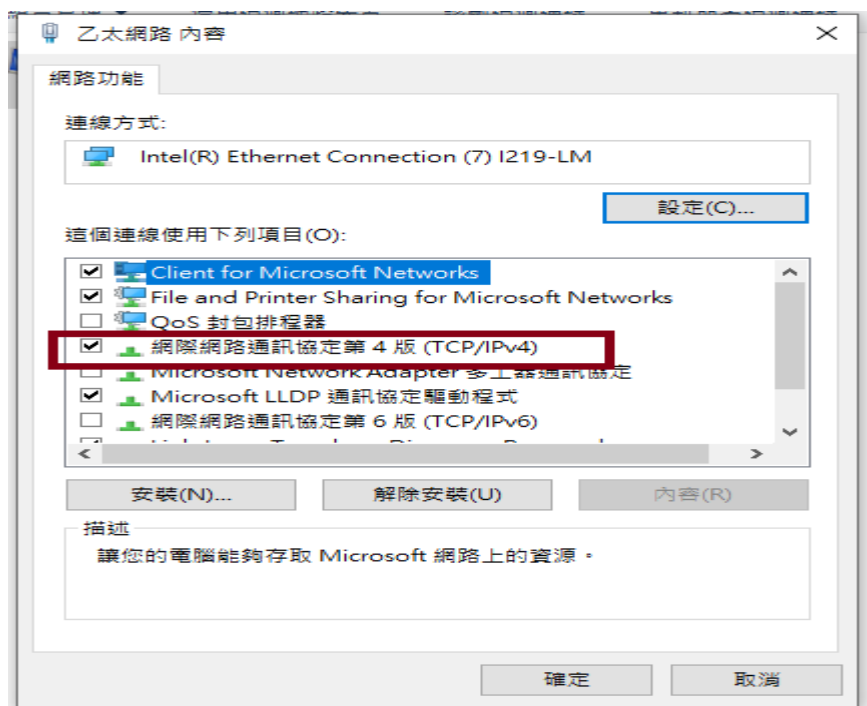 乙太網路 內容
網路功能
連線方式:
Intel(R) Ethernet Connection (7) I219-LM
設定(C)...
這個連線使用下列項目(O):
Client for Microsoft Networks
File and Printer Sharing for Microsoft Networks
QoS 封包排程器
網際網路通訊協定第 4 版 (TCP/IPv4)
Microsoft Network Adapter 多工器通訊協定
Microsoft LLDP 通訊協定驅動程式
網際網路通訊協定第 6 版 (TCP/IPv6)
安裝(N)...
解除安裝(U)
內容(R)
描述
讓您的電腦能夠存取 Microsoft 網路上的資源。
確定
取消